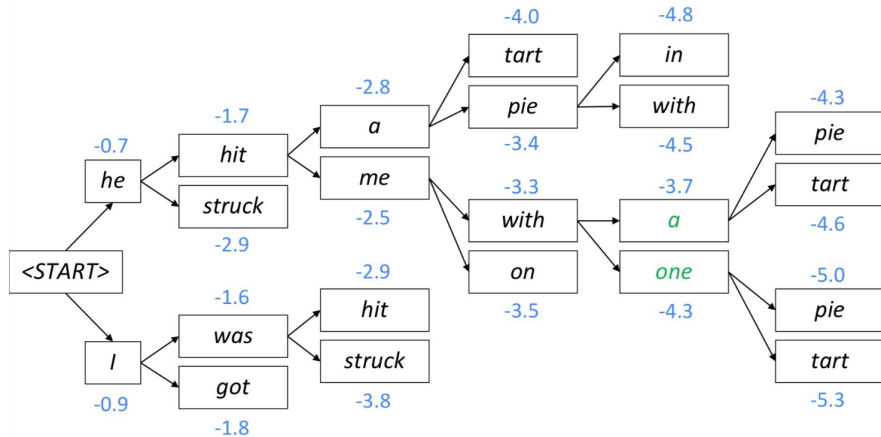 -4.0
-4.8
tart
in
-2.8
-4.3
-1.7
a
pie
with
pie
-0.7
hit
-3.4
-4.5
he
me
-3.3
-3.7
tart
struck
-2.5
with
a
-4.6
-2.9
-2.9
<START>
on
one
-5.0
-1.6
hit
-3.5
-4.3
pie
was
I
struck
tart
got
-0.9
-3.8
-5.3
-1.8